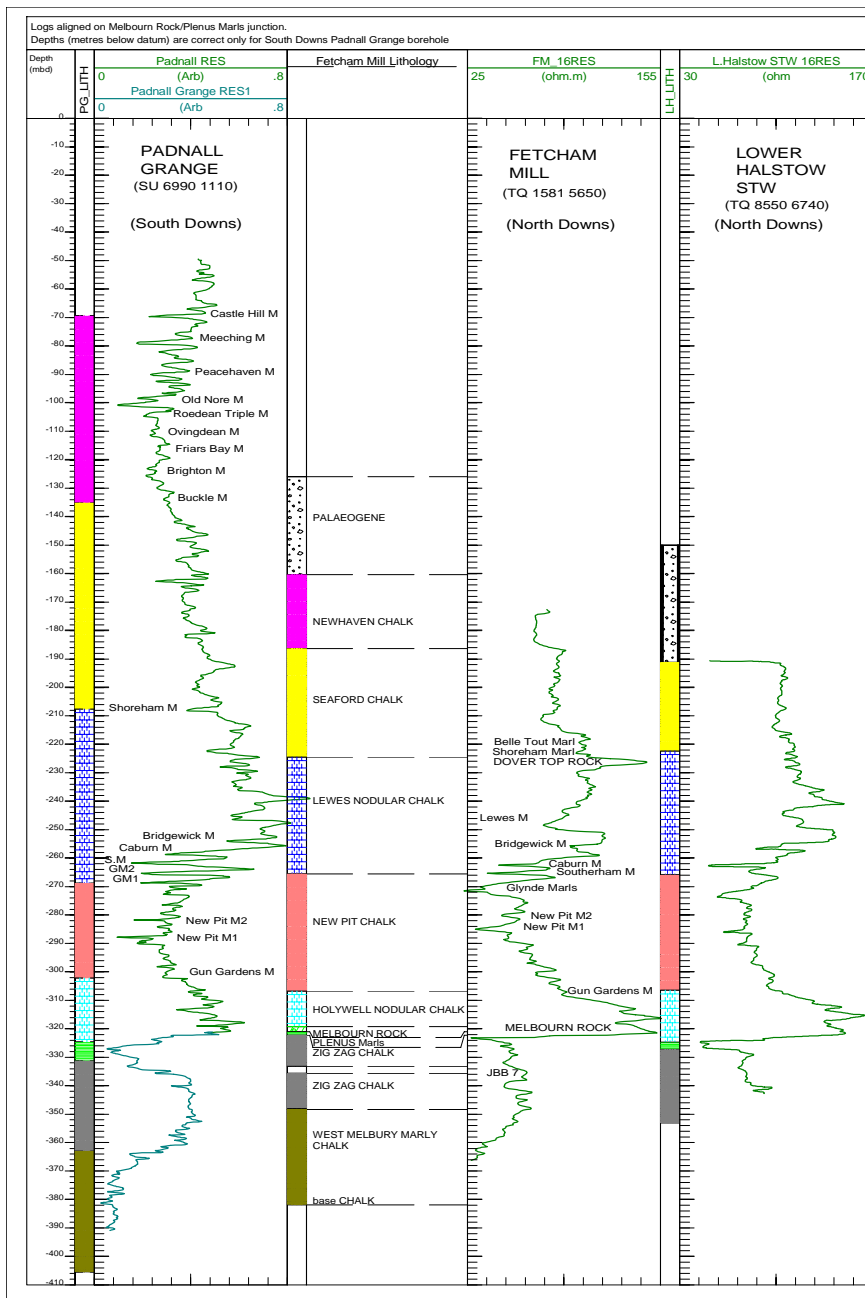 Logs aligned on Melbourn Rock/Plenus Marls junction.
Depths (metres below datum) are correct only for South Downs Padnall Grange borehole
Depth
(mbd)
PG_LITH
Padnall RES
0 (Arb) .8
Padnall Grange RES1
0 (Arb .8
Fetcham Mill Lithology
FM_16RES
25 (ohm.m) 155
LH_LITH
L.Halstow STW 16RES
30 (ohm 170
0
-10
-20
-30
-40
-50
-60
-70
-80
-90
-100
-110
-120
-130
-140
-150
-160
-170
-180
-190
-200
-210
-220
-230
-240
-250
-260
-270
-280
-290
-300
-310
-320
-330
-340
-350
-360
-370
-380
-390
-400
-410
PADNALL
GRANGE
(SU 6990 1110)
(South Downs)
Castle Hill M
Meeching M
Peacehaven M
Old Nore M
Roedean Triple M
Ovingdean M
Friars Bay M
Brighton M
Buckle M
Shoreham M
Bridgewick M
Caburn M
S.M
GM2
GM1
New Pit M2
New Pit M1
Gun Gardens M
PALAEOGENE
NEWHAVEN CHALK
SEAFORD CHALK
LEWES NODULAR CHALK
NEW PIT CHALK
HOLYWELL NODULAR CHALK
MELBOURN ROCK
PLENUS Marls
ZIG ZAG CHALK
ZIG ZAG CHALK
WEST MELBURY MARLY
CHALK
base CHALK
FETCHAM
MILL
(TQ 1581 5650)
(North Downs)
Belle Tout Marl
Shoreham Marl
DOVER TOP ROCK
Lewes M
Bridgewick M
Caburn M
Southerham M
Glynde Marls
New Pit M2
New Pit M1
Gun Gardens M
MELBOURN ROCK
JBB 7
LOWER
HALSTOW
STW
(TQ 8550 6740)
(North Downs)